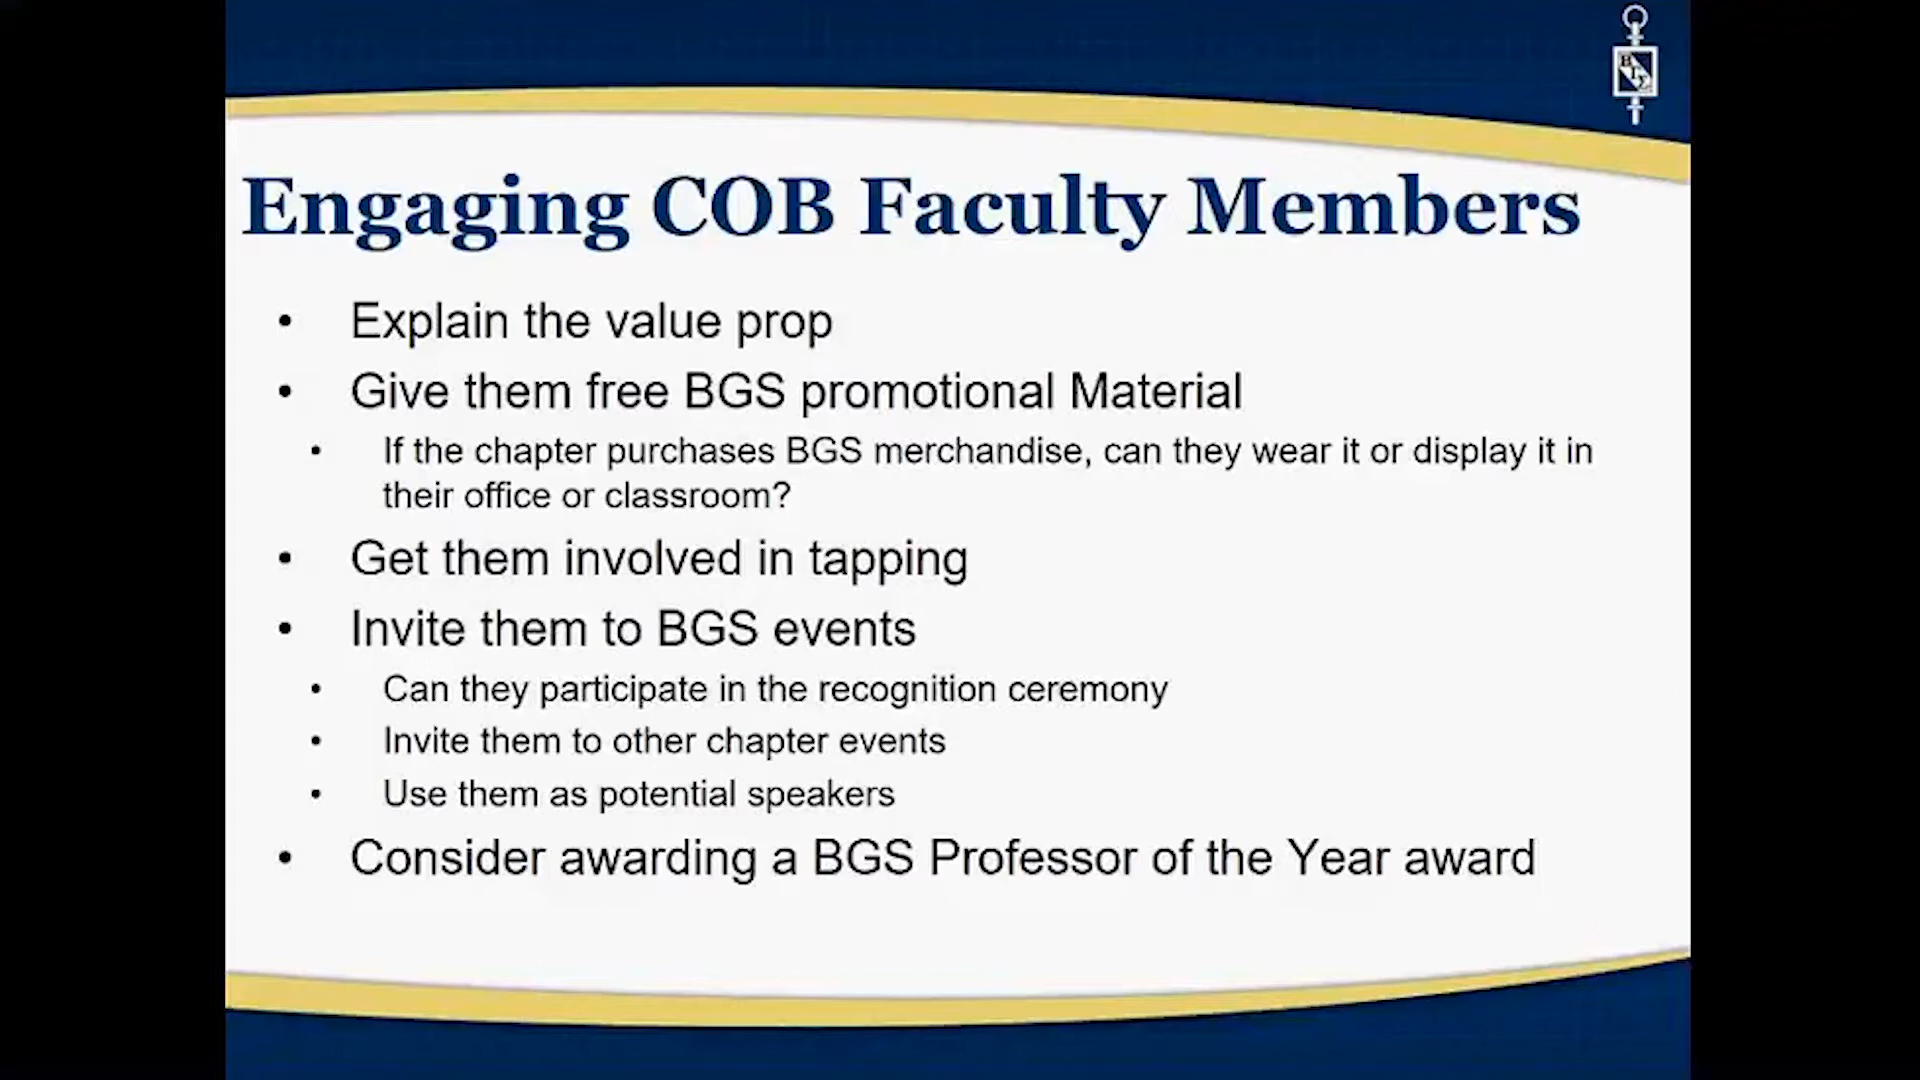 ΒΓΣ
Engaging COB Faculty Members
• Explain the value prop
• Give them free BGS promotional Material
• If the chapter purchases BGS merchandise, can they wear it or display it in
their office or classroom?
• Get them involved in tapping
• Invite them to BGS events
• Can they participate in the recognition ceremony
• Invite them to other chapter events
• Use them as potential speakers
• Consider awarding a BGS Professor of the Year award